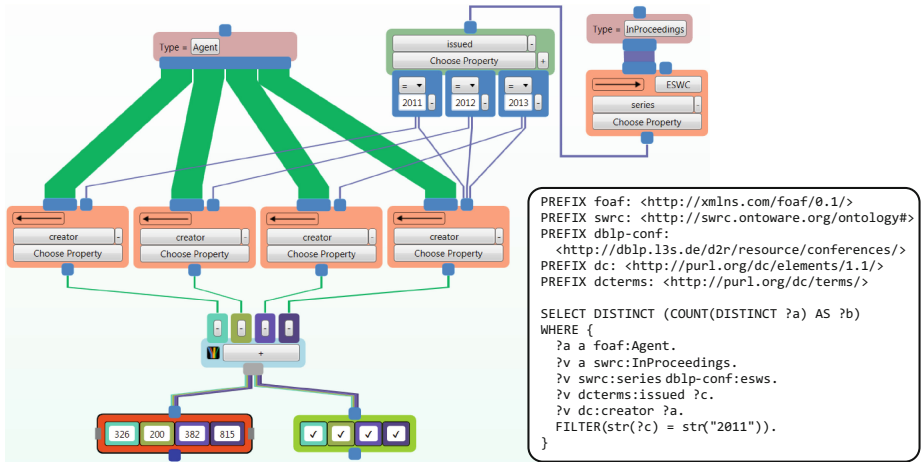 Type = Agent
issued -
Choose Property +
= ▾ = ▾ = ▾
2011 - 2012 - 2013 -
Type = InProceedings
ESWC
series
Choose Property
creator - creator - creator - creator -
Choose Property Choose Property Choose Property Choose Property
- - - -
+
326 200 382 815
✓ ✓ ✓ ✓
PREFIX foaf: <http://xmlns.com/foaf/0.1/>
PREFIX swrc: <http://swrc.ontoware.org/ontology#>
PREFIX dblp-conf:
<http://dblp.l3s.de/d2r/resource/conferences/>
PREFIX dc: <http://purl.org/dc/elements/1.1/>
PREFIX dcterms: <http://purl.org/dc/terms/>
SELECT DISTINCT (COUNT(DISTINCT ?a) AS ?b)
WHERE {
?a a foaf:Agent.
?v a swrc:InProceedings.
?v swrc:series dblp-conf:esws.
?v dcterms:issued ?c.
?v dc:creator ?a.
FILTER(str(?c) = str("2011")).
}